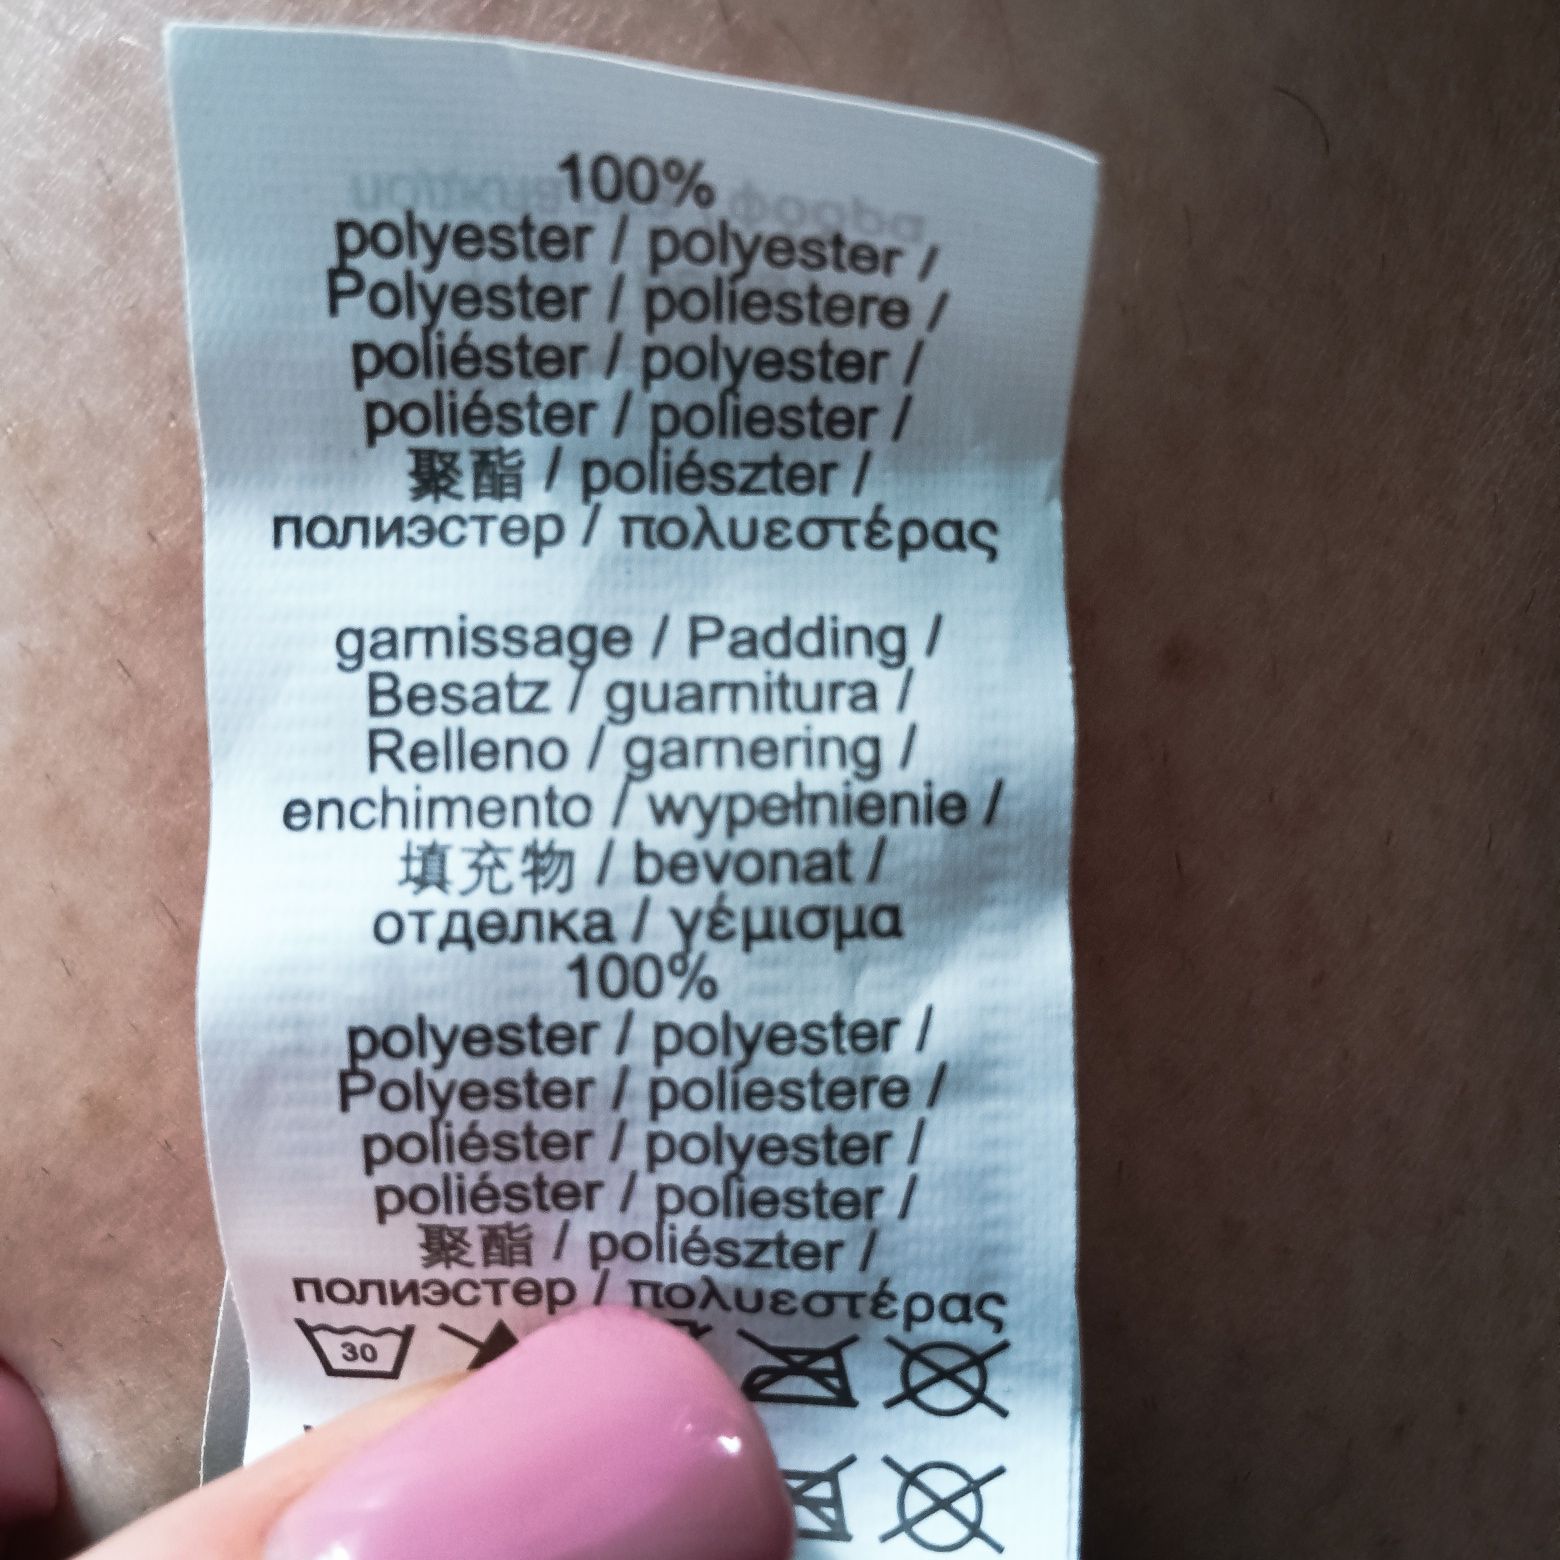 100%
polyester / polyester /
Polyester / poliestere /
poliéster / polyester /
poliéster / poliester /
聚酯 / poliészter /
полиэстер / πολυεστέρας
garnissage / Padding /
Besatz / guarnitura /
Relleno / garnering /
enchimento / wypełnienie /
填充物 / bevonat /
отделка / γέμισμα
100%
polyester / polyester /
Polyester / poliestere /
poliéster / polyester /
poliéster / poliester /
聚酯 / poliészter /
полиэстер / πολυεστέρας
30